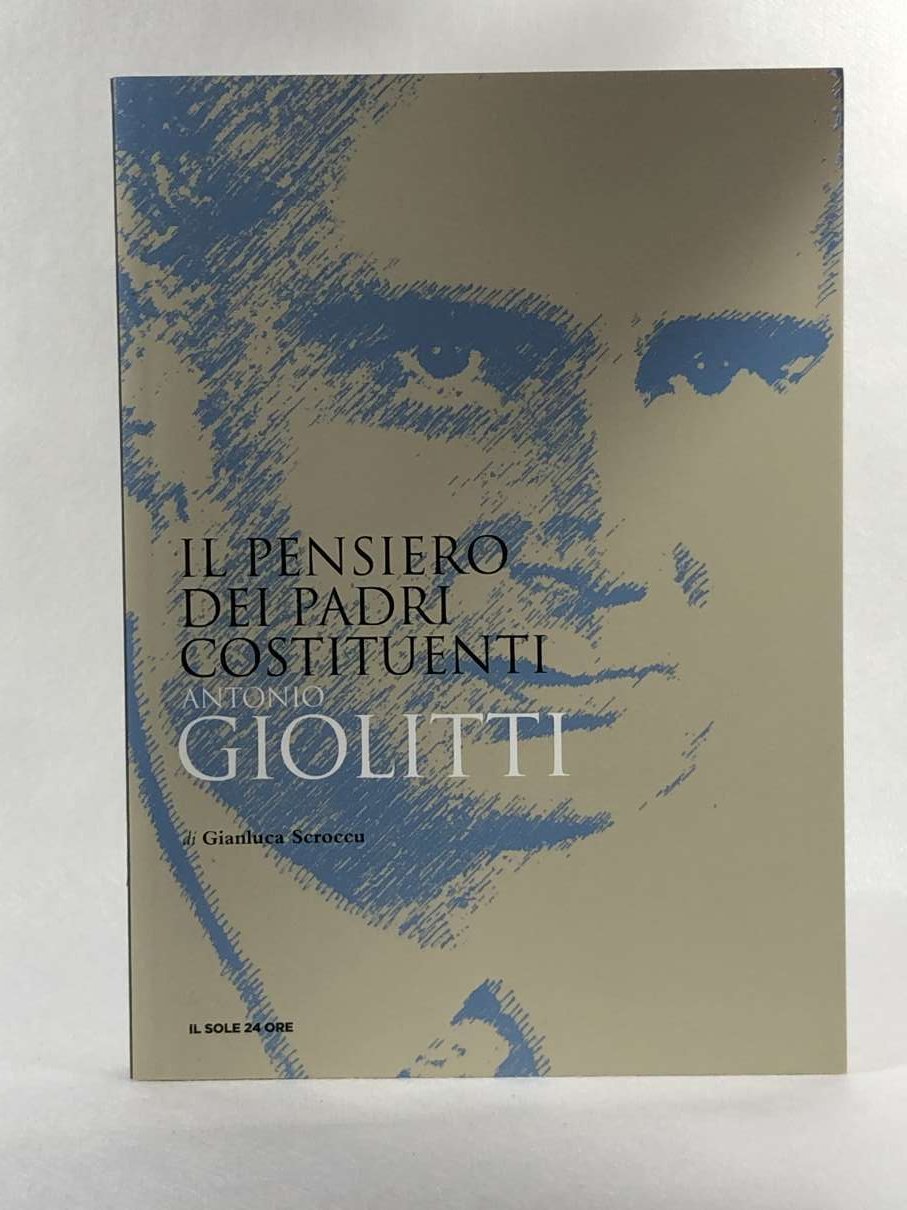 IL PENSIERO
DEI PADRI
COSTITUENTI
ANTONIO
GIOLITTI
di Gianluca Scroccu
IL SOLE 24 ORE